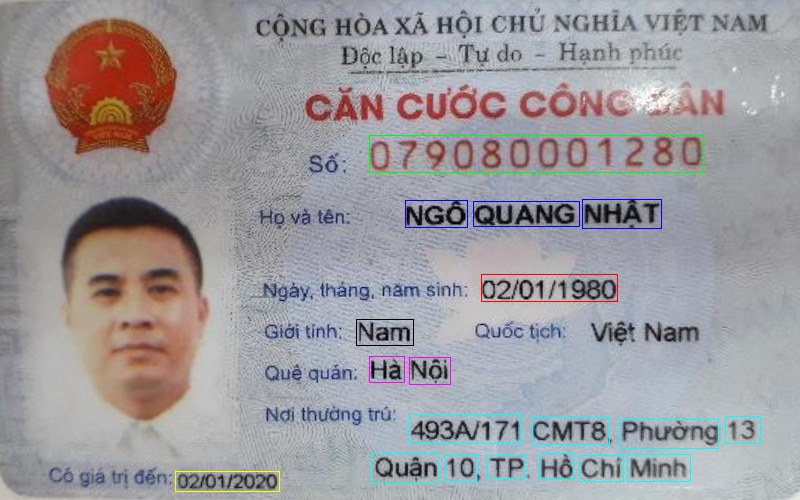 CỘNG HÒA XÃ HỘI CHỦ NGHĨA VIỆT NAM
Độc lập - Tự do - Hạnh phúc
CĂN CƯỚC CÔNG DÂN
Số: 079080001280
Họ và tên: NGÔ QUANG NHẬT
Ngày, tháng, năm sinh: 02/01/1980
Giới tính: Nam Quốc tịch: Việt Nam
Quê quán: Hà Nội
Nơi thường trú: 493A/171 CMT8, Phường 13
Quận 10, TP. Hồ Chí Minh
Có giá trị đến: 02/01/2020